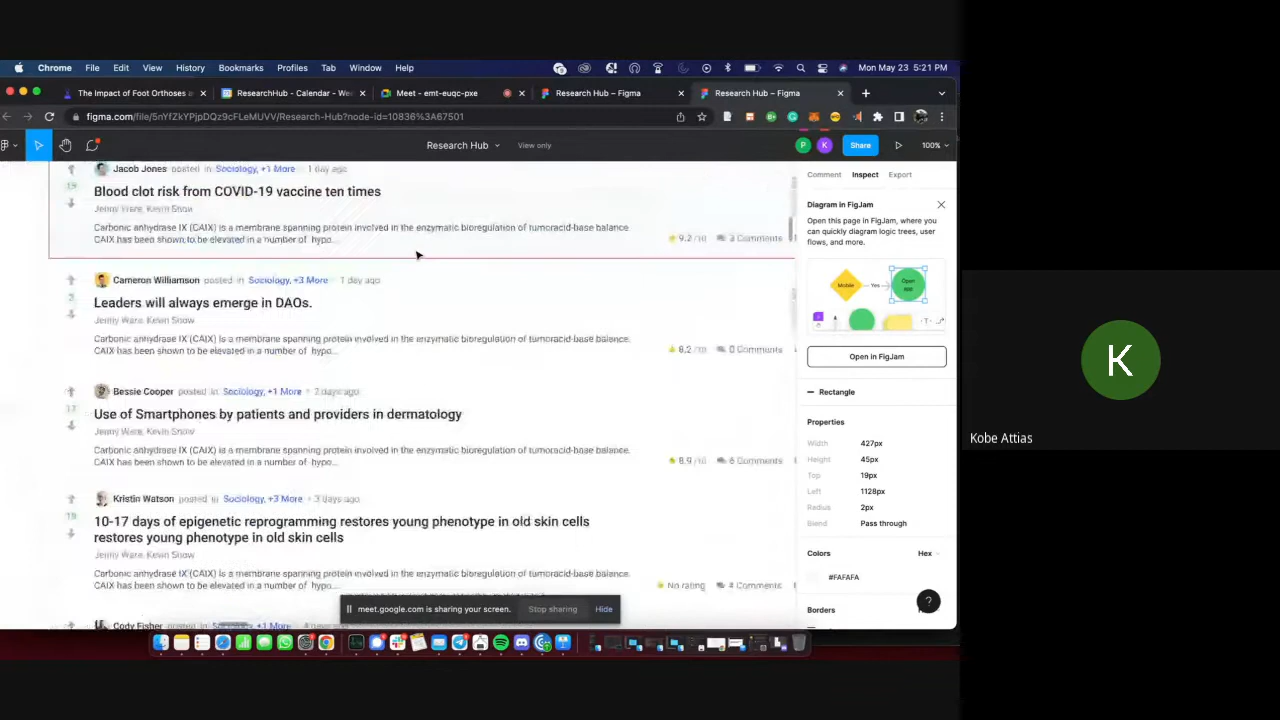 Chrome File Edit View History Bookmarks Profiles Tab Window Help Mon May 23 5:21 PM
The Impact of Foot Orthoses a
ResearchHub - Calendar - We
Meet - emt-euqc-pxe
Research Hub – Figma
Research Hub – Figma
figma.com/file/5nYfZkYPjpDQz9cFLeMUVV/Research-Hub?node-id=10836%3A67501
Research Hub View only P K Share 100%
Jacob Jones posted in Sociology, +1 More 1 day ago
Blood clot risk from COVID-19 vaccine ten times
Jenny Ware, Kevin Show
Carbonic anhydrase IX (CAIX) is a membrane spanning protein involved in the enzymatic bioregulation of tumoracid-base balance
CAIX has been shown to be elevated in a number of hypo...
9.2/10 Comments
Cameron Williamson posted in Sociology, +3 More 1 day ago
Leaders will always emerge in DAOs.
Jenny Ware, Kevin Show
Carbonic anhydrase IX (CAIX) is a membrane spanning protein involved in the enzymatic bioregulation of tumoracid-base balance
CAIX has been shown to be elevated in a number of hypo...
8.2/10 0 Comments
Bessie Cooper posted in Sociology, +1 More 2 days ago
Use of Smartphones by patients and providers in dermatology
Jenny Ware, Kevin Show
Carbonic anhydrase IX (CAIX) is a membrane spanning protein involved in the enzymatic bioregulation of tumoracid-base balance.
CAIX has been shown to be elevated in a number of hypo...
8.9/10 6 Comments
Kristin Watson posted in Sociology, +3 More 3 days ago
10-17 days of epigenetic reprogramming restores young phenotype in old skin cells
restores young phenotype in old skin cells
Jenny Ware, Kevin Show
Carbonic anhydrase IX (CAIX) is a membrane spanning protein involved in the enzymatic bioregulation of tumoracid-base balance.
CAIX has been shown to be elevated in a number of hypo...
No rating Comments
Cody Fisher posted in Sociology, +1 More
Comment Inspect Export
Diagram in FigJam
Open this page in FigJam, where you
can quickly diagram logic trees, user
flows, and more.
Mobile Yes Open app
Open in FigJam
Rectangle
Properties
Width 427px
Height 45px
Top 19px
Left 1128px
Radius 2px
Blend Pass through
Colors Hex
#FAFAFA
Borders
?
meet.google.com is sharing your screen. Stop sharing Hide
K
Kobe Attias